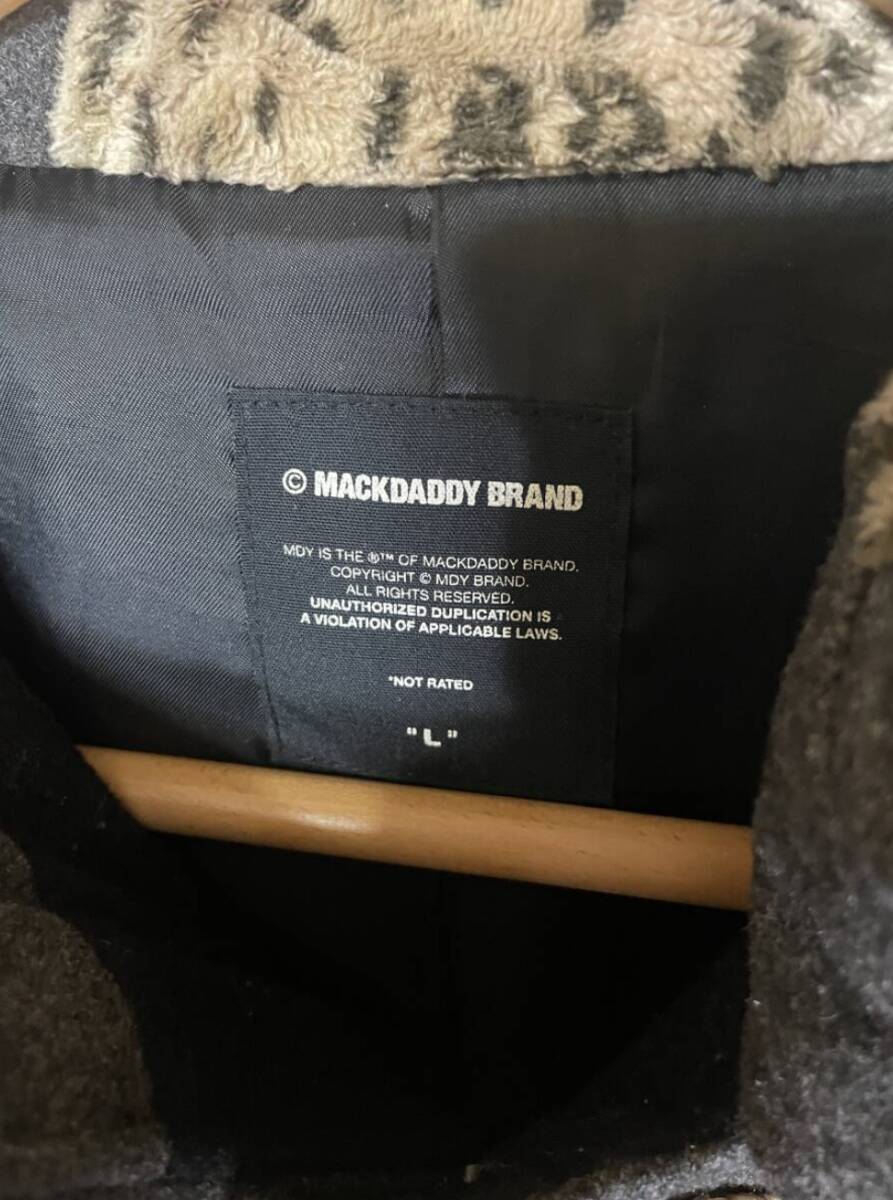 © MACKDADDY BRAND
MDY IS THE ®™ OF MACKDADDY BRAND.
COPYRIGHT © MDY BRAND.
ALL RIGHTS RESERVED.
UNAUTHORIZED DUPLICATION IS
A VIOLATION OF APPLICABLE LAWS.
*NOT RATED
"L"